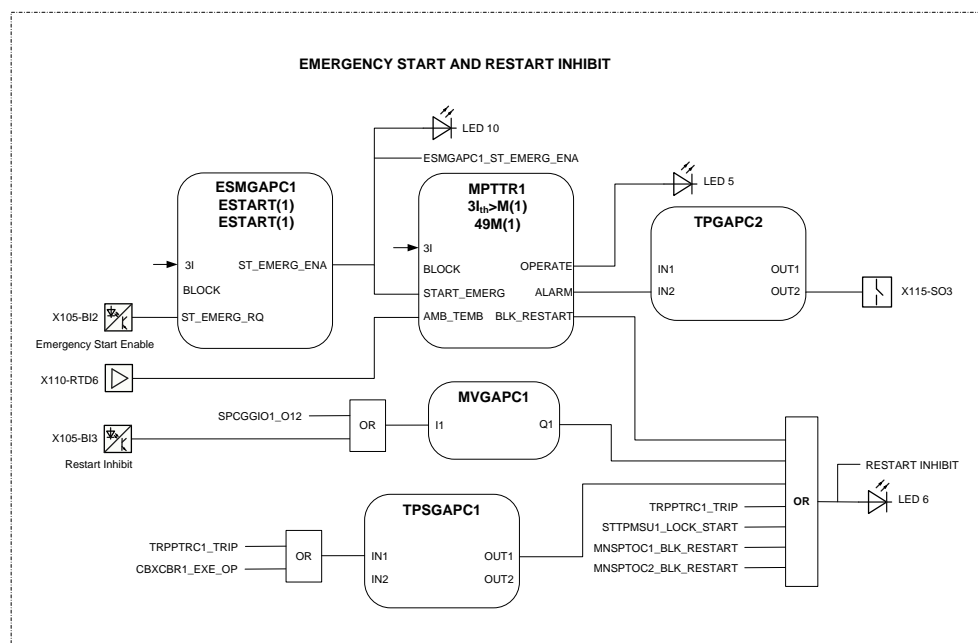 EMERGENCY START AND RESTART INHIBIT
LED 10
ESMGAPC1_ST_EMERG_ENA
ESMGAPC1
ESTART(1)
ESTART(1)
3I
ST_EMERG_ENA
BLOCK
ST_EMERG_RQ
X105-BI2
Emergency Start Enable
X110-RTD6
MPTTR1
3Ith>M(1)
49M(1)
3I
BLOCK
OPERATE
START_EMERG
ALARM
AMB_TEMB
BLK_RESTART
LED 5
TPGAPC2
IN1
OUT1
IN2
OUT2
X115-SO3
SPCGGIO1_O12
X105-BI3
Restart Inhibit
OR
MVGAPC1
I1
Q1
TRPPTRC1_TRIP
CBXCBR1_EXE_OP
OR
TPSGAPC1
IN1
OUT1
IN2
OUT2
TRPPTRC1_TRIP
STTPMSU1_LOCK_START
MNSPTOC1_BLK_RESTART
MNSPTOC2_BLK_RESTART
OR
RESTART INHIBIT
LED 6